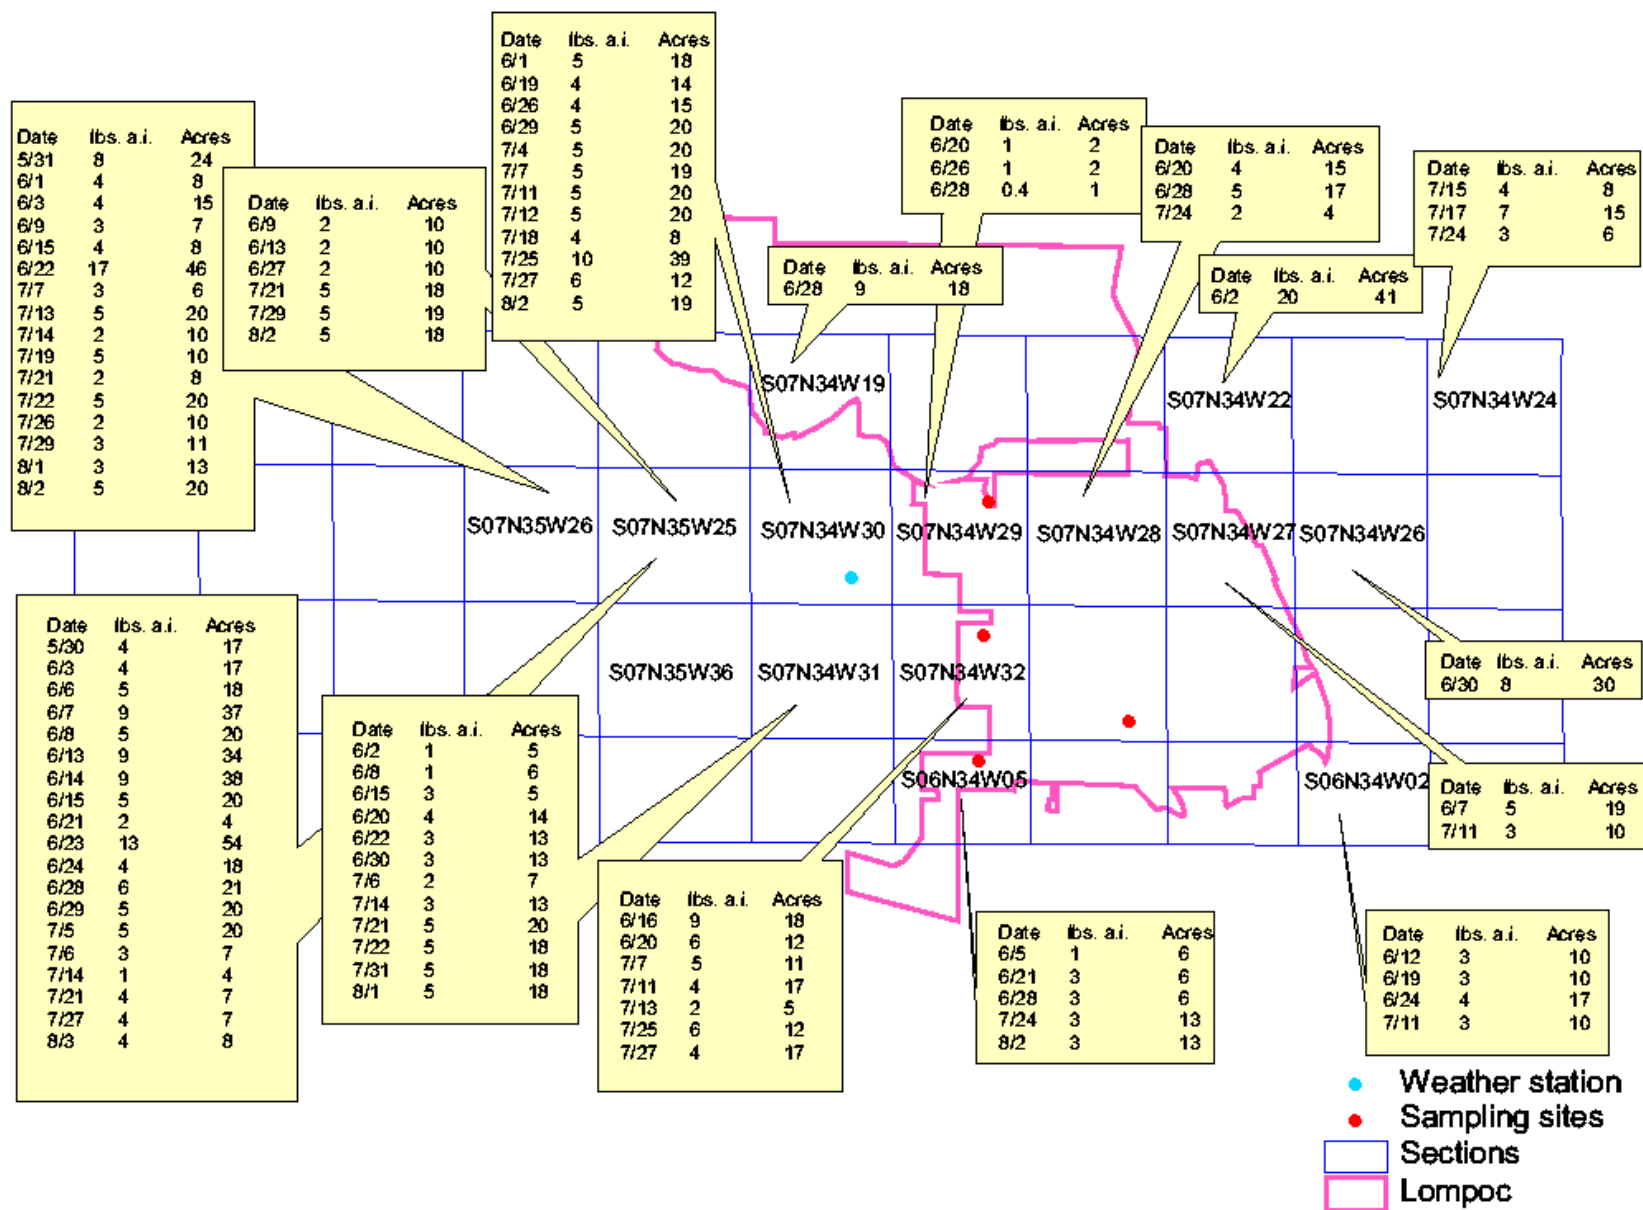 Date lbs. a.i. Acres
5/31 8 24
6/1 4 8
6/3 4 15
6/9 3 7
6/15 4 8
6/22 17 46
7/7 3 6
7/13 5 20
7/14 2 10
7/19 5 10
7/21 2 8
7/22 5 20
7/26 2 10
7/29 3 11
8/1 3 13
8/2 5 20
Date lbs. a.i. Acres
6/9 2 10
6/13 2 10
6/27 2 10
7/21 5 18
7/29 5 19
8/2 5 18
Date lbs. a.i. Acres
6/1 5 18
6/19 4 14
6/26 4 15
6/29 5 20
7/4 5 20
7/7 5 19
7/11 5 20
7/12 5 20
7/18 4 8
7/25 10 39
7/27 6 12
8/2 5 19
Date lbs. a.i. Acres
6/28 9 18
Date lbs. a.i. Acres
6/20 1 2
6/26 1 2
6/28 0.4 1
Date lbs. a.i. Acres
6/20 4 15
6/28 5 17
7/24 2 4
Date lbs. a.i. Acres
6/2 20 41
Date lbs. a.i. Acres
7/15 4 8
7/17 7 15
7/24 3 6
S07N34W19
S07N34W22
S07N34W24
S07N35W26
S07N35W25
S07N34W30
S07N34W29
S07N34W28
S07N34W27
S07N34W26
S07N35W36
S07N34W31
S07N34W32
S06N34W05
S06N34W02
Date lbs. a.i. Acres
5/30 4 17
6/3 4 17
6/6 5 18
6/7 9 37
6/8 5 20
6/13 9 34
6/14 9 38
6/15 5 20
6/21 2 4
6/23 13 54
6/24 4 18
6/28 6 21
6/29 5 20
7/5 5 20
7/6 3 7
7/14 1 4
7/21 4 7
7/27 4 7
8/3 4 8
Date lbs. a.i. Acres
6/2 1 5
6/8 1 6
6/15 3 5
6/20 4 14
6/22 3 13
6/30 3 13
7/6 2 7
7/14 3 13
7/21 5 20
7/22 5 18
7/31 5 18
8/1 5 18
Date lbs. a.i. Acres
6/16 9 18
6/20 6 12
7/7 5 11
7/11 4 17
7/13 2 5
7/25 6 12
7/27 4 17
Date lbs. a.i. Acres
6/5 1 6
6/21 3 6
6/28 3 6
7/24 3 13
8/2 3 13
Date lbs. a.i. Acres
6/30 8 30
Date lbs. a.i. Acres
6/7 5 19
7/11 3 10
Date lbs. a.i. Acres
6/12 3 10
6/19 3 10
6/24 4 17
7/11 3 10
Weather station
Sampling sites
Sections
Lompoc